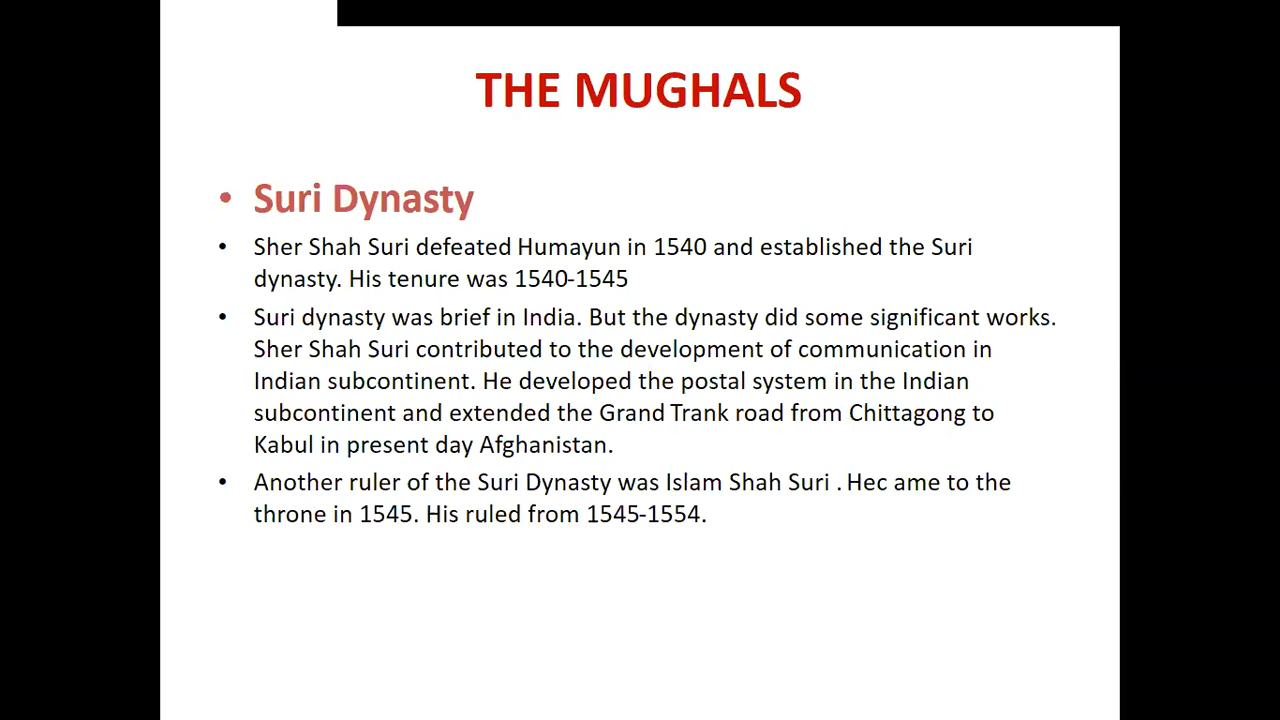 THE MUGHALS
• Suri Dynasty
• Sher Shah Suri defeated Humayun in 1540 and established the Suri
dynasty. His tenure was 1540-1545
• Suri dynasty was brief in India. But the dynasty did some significant works.
Sher Shah Suri contributed to the development of communication in
Indian subcontinent. He developed the postal system in the Indian
subcontinent and extended the Grand Trank road from Chittagong to
Kabul in present day Afghanistan.
• Another ruler of the Suri Dynasty was Islam Shah Suri . Hec ame to the
throne in 1545. His ruled from 1545-1554.